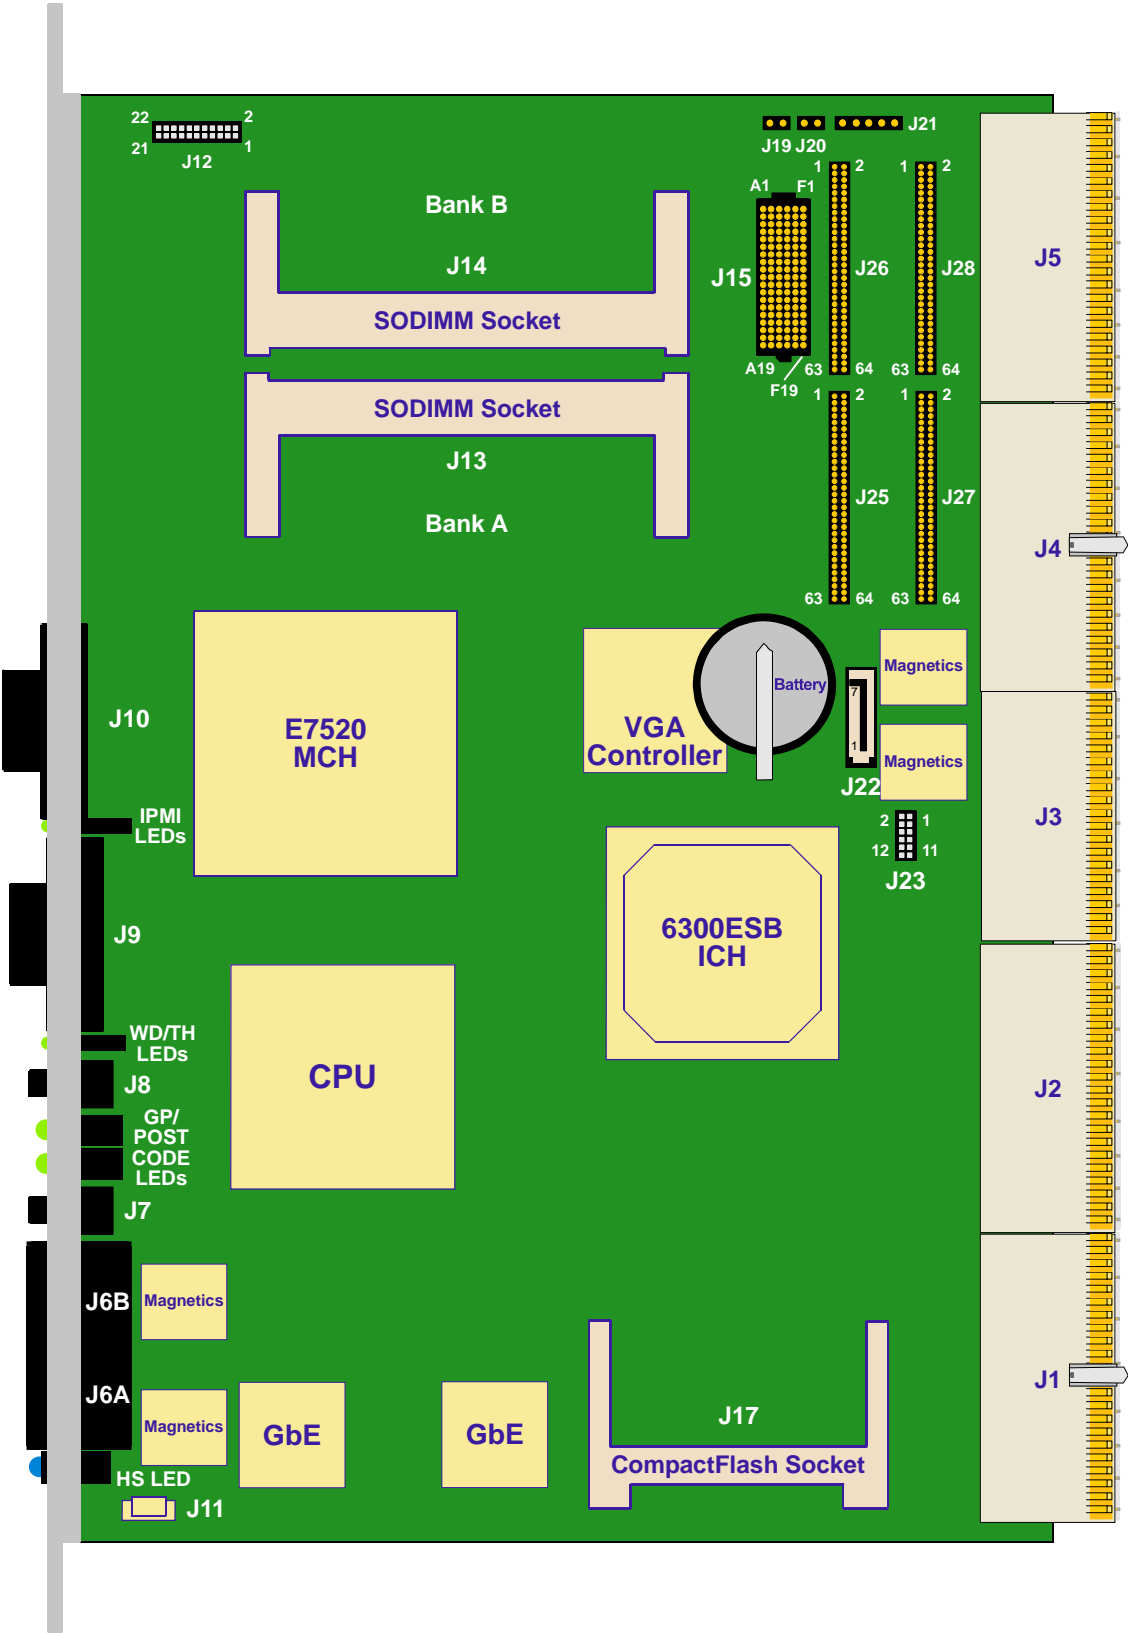 22
2
21
1
J12
J21
J19
J20
1
2
1
2
A1
F1
Bank B
J14
SODIMM Socket
J15
J26
J28
J5
A19
F19
63
64
63
64
1
2
1
2
SODIMM Socket
J13
Bank A
J25
J27
J4
63
64
63
64
J10
E7520
MCH
VGA
Controller
Battery
7
1
J22
Magnetics
Magnetics
IPMI
LEDs
2
1
12
11
J23
J3
J9
6300ESB
ICH
WD/TH
LEDs
J8
CPU
J2
GP/
POST
CODE
LEDs
J7
J6B
Magnetics
J6A
Magnetics
GbE
GbE
J17
CompactFlash Socket
J1
HS LED
J11